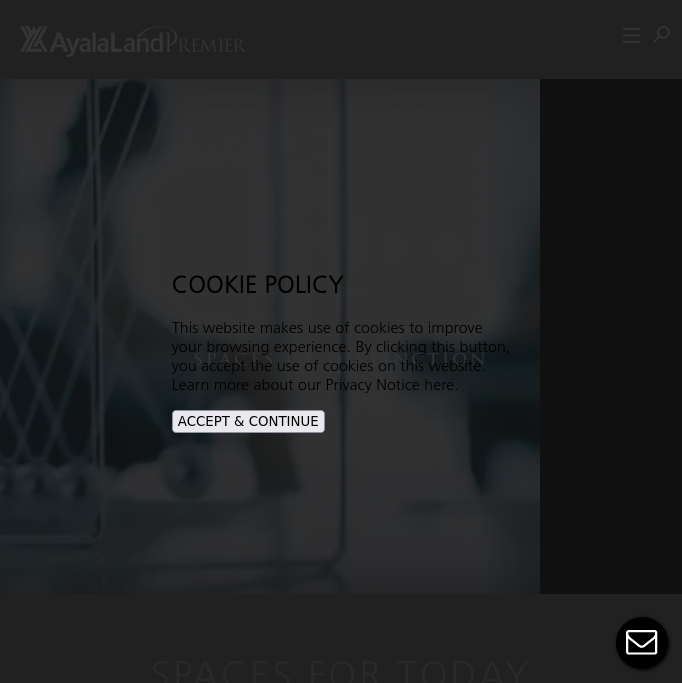 AyalaLand PREMIER
COOKIE POLICY
This website makes use of cookies to improve
your browsing experience. By clicking this button,
you accept the use of cookies on this website.
Learn more about our Privacy Notice here.
SPACES
ACCEPT & CONTINUE
SPACES FOR TODAY